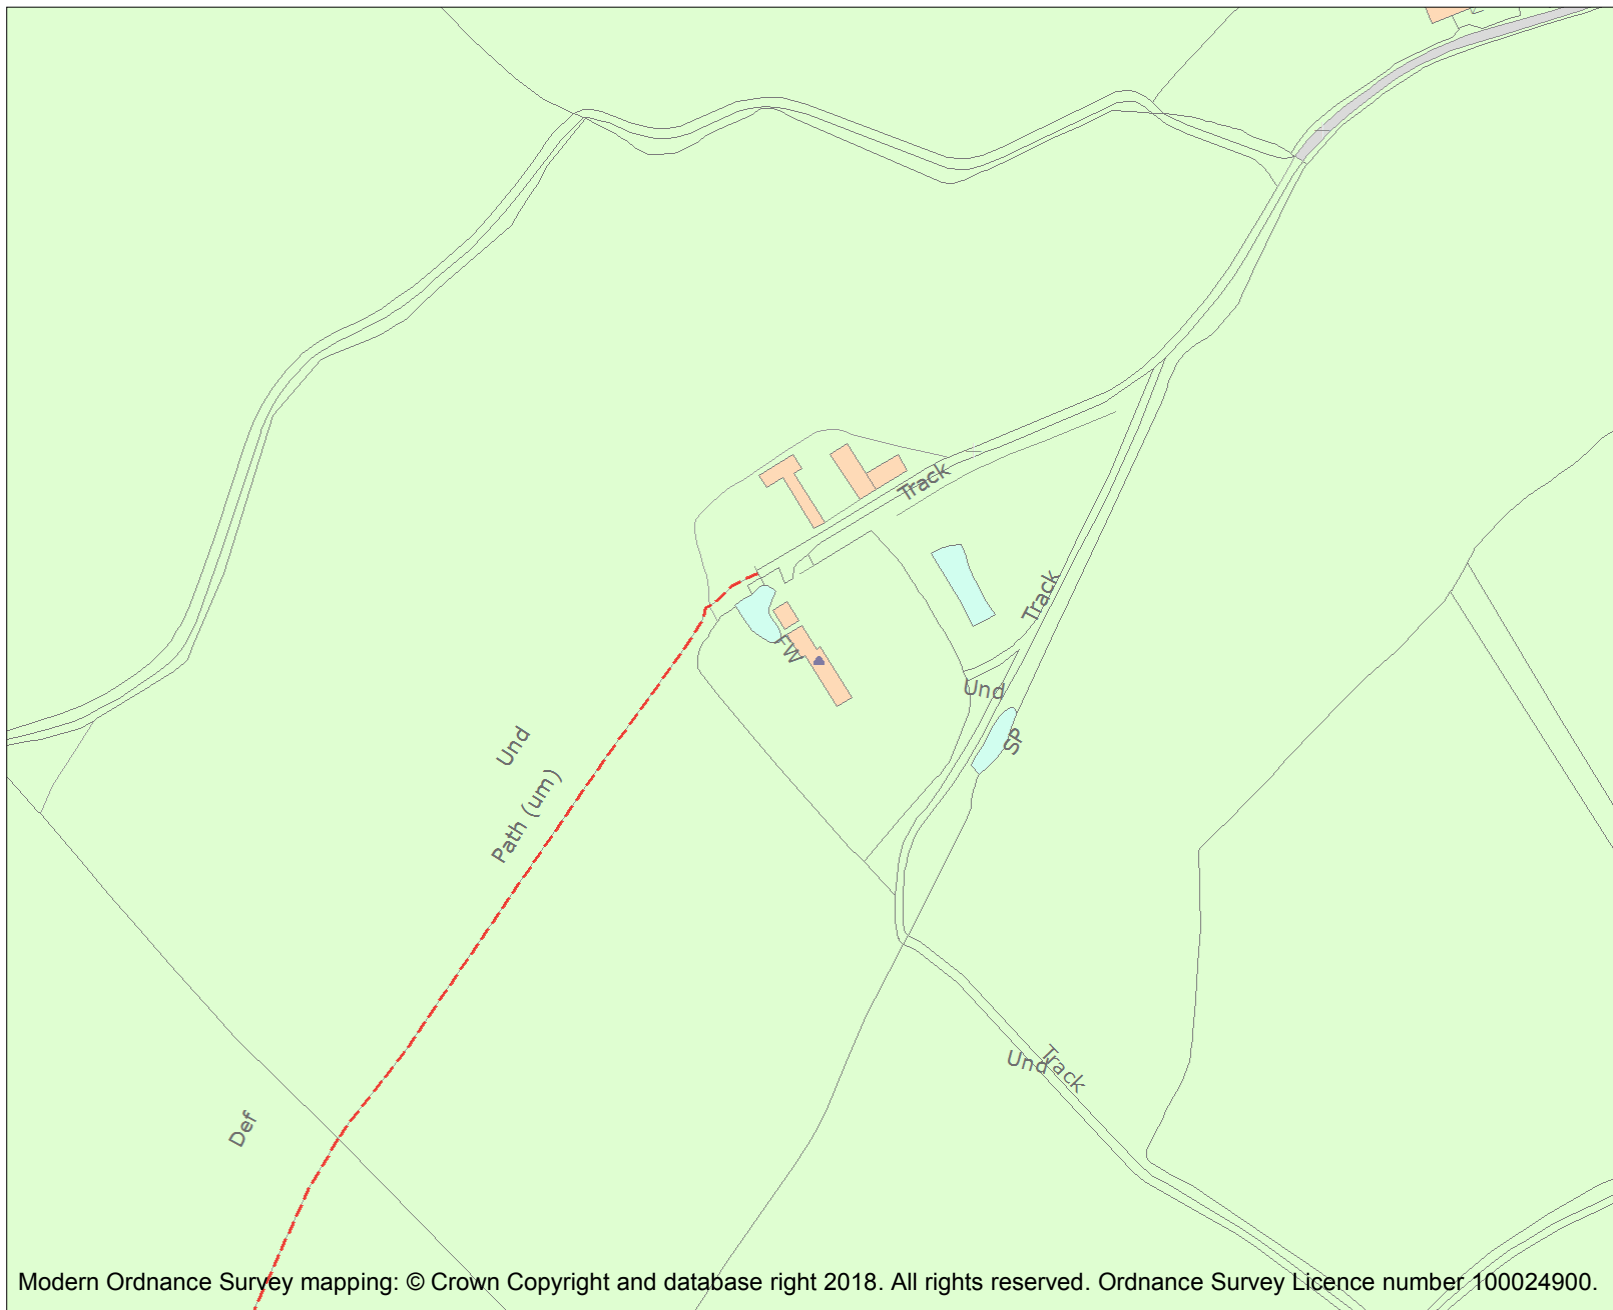 Track
Track
FW
Und
SP
Und
Path (um)
Und
Track
Def
Modern Ordnance Survey mapping: © Crown Copyright and database right 2018. All rights reserved. Ordnance Survey Licence number 100024900.